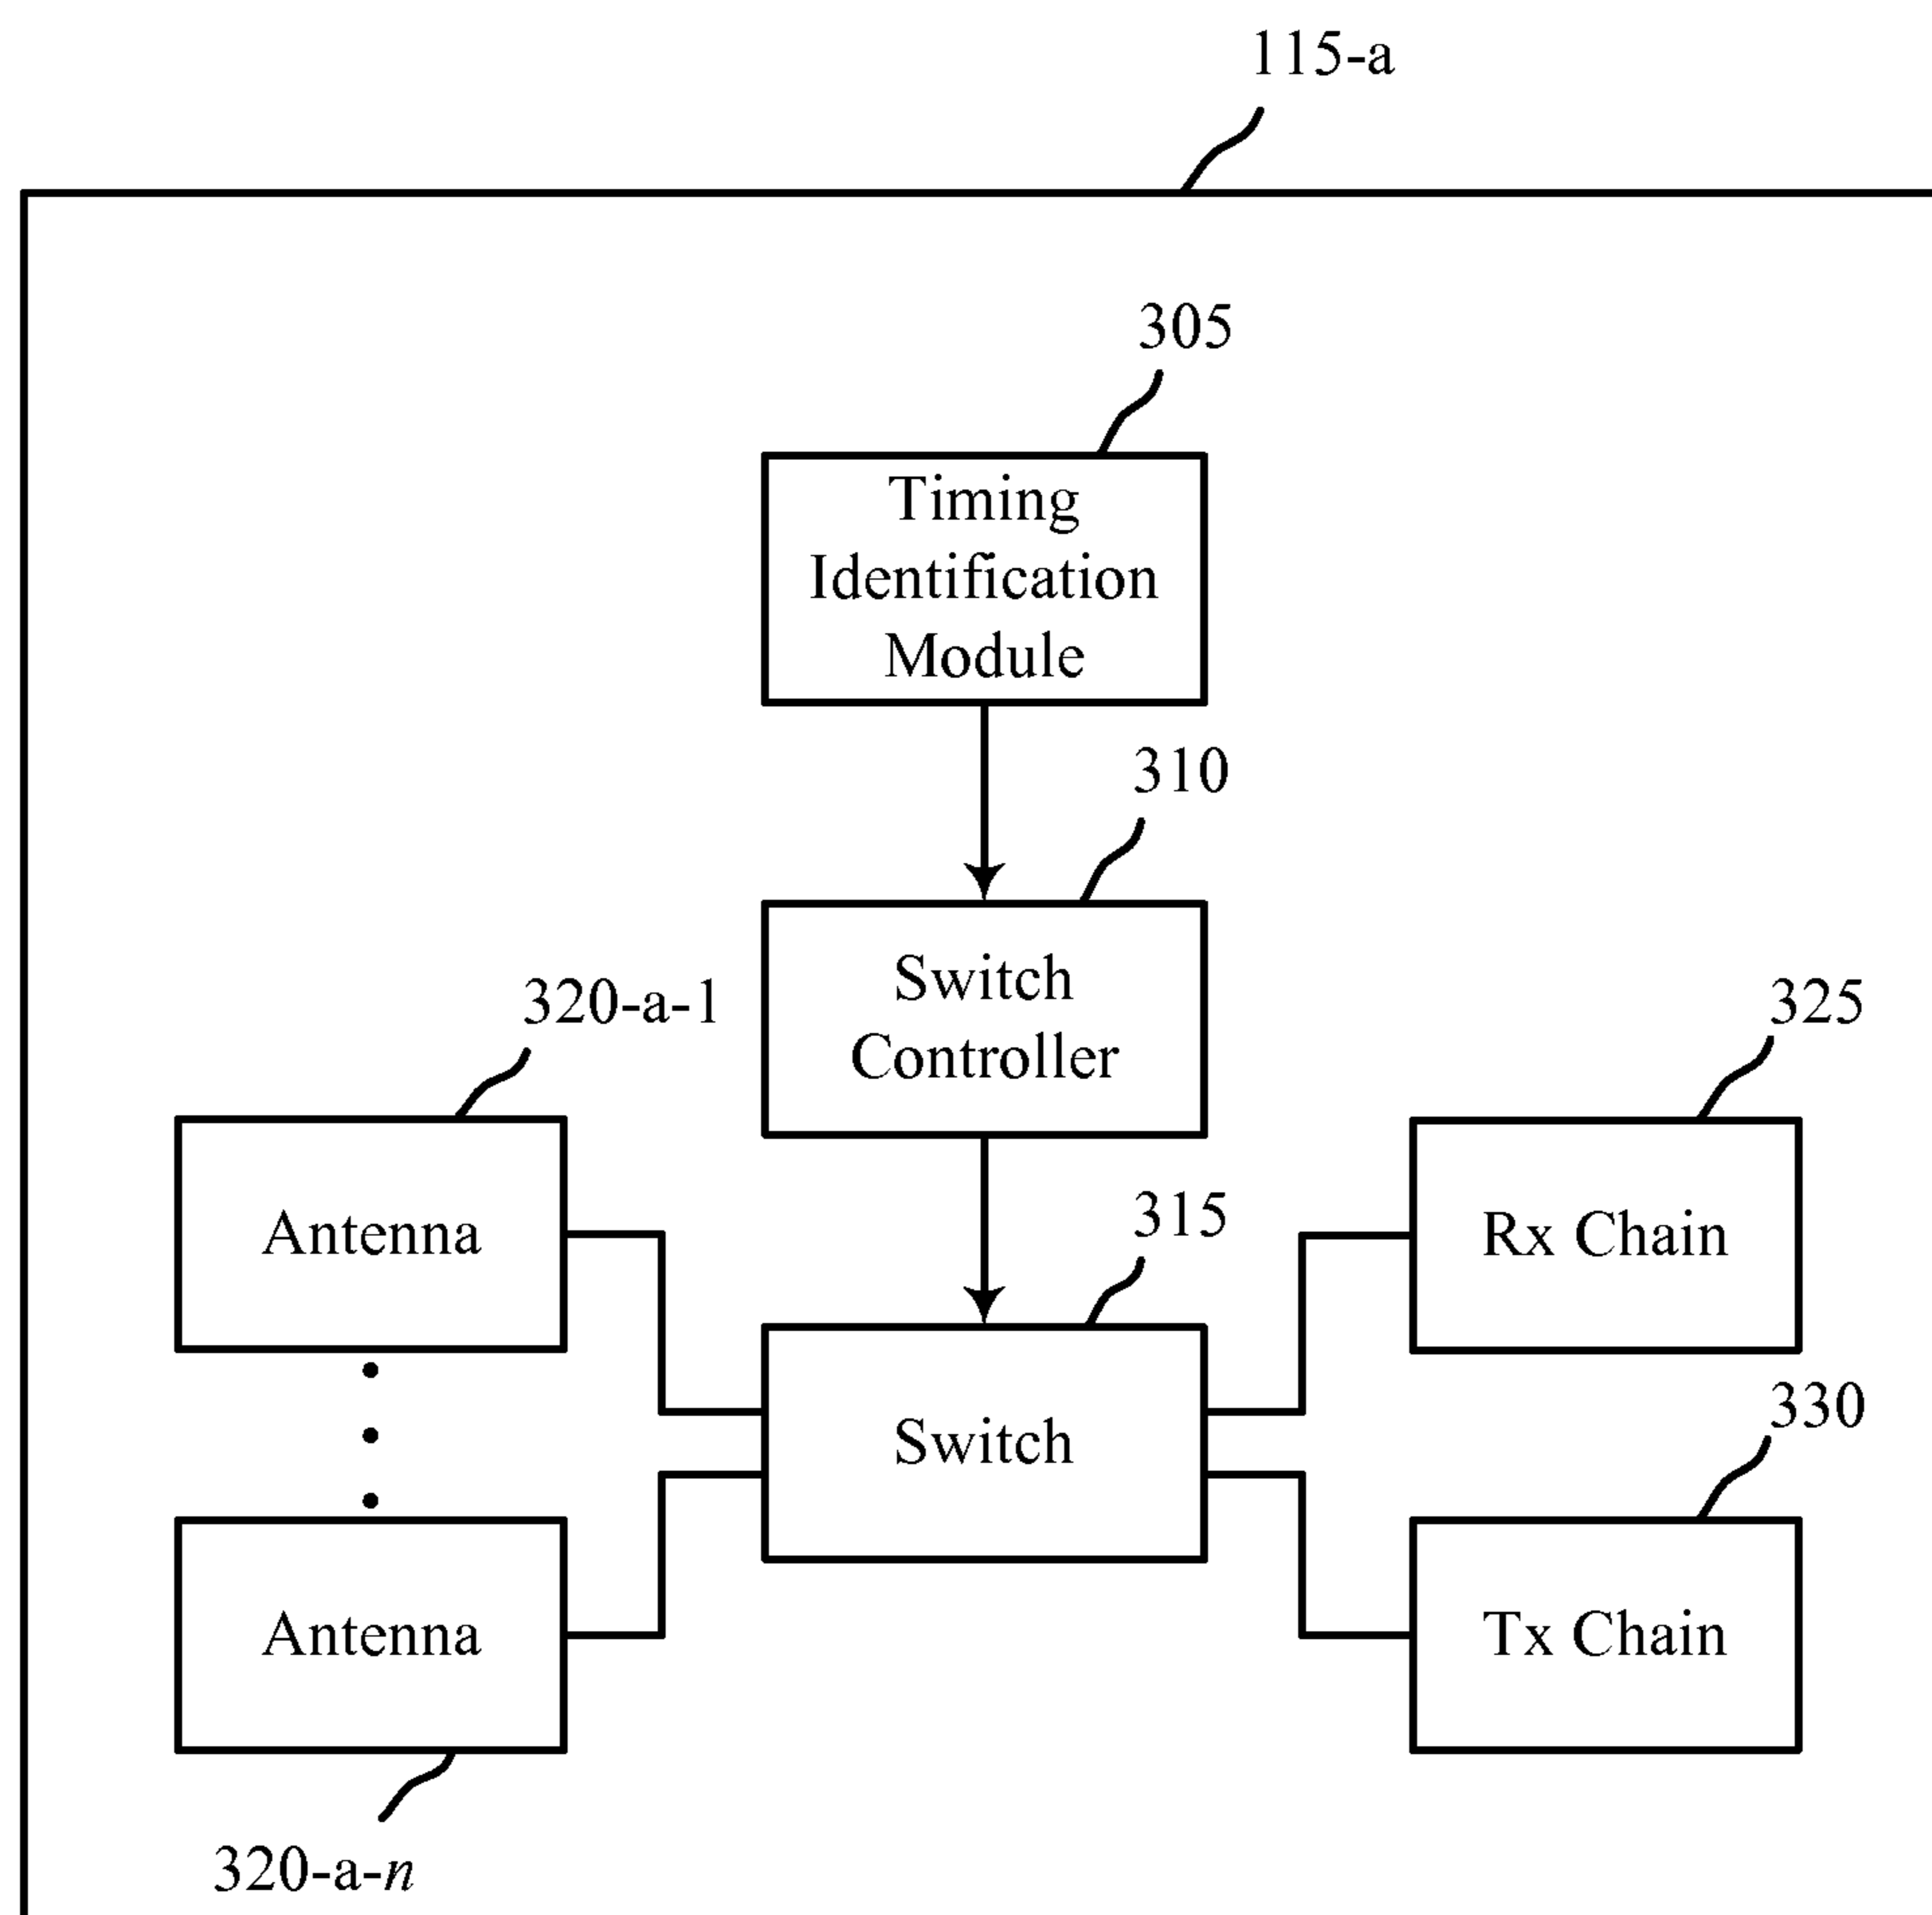 115-a
305
Timing
Identification
Module
310
Switch
Controller
320-a-1
325
Antenna
315
Rx Chain
330
Switch
Antenna
Tx Chain
320-a-n